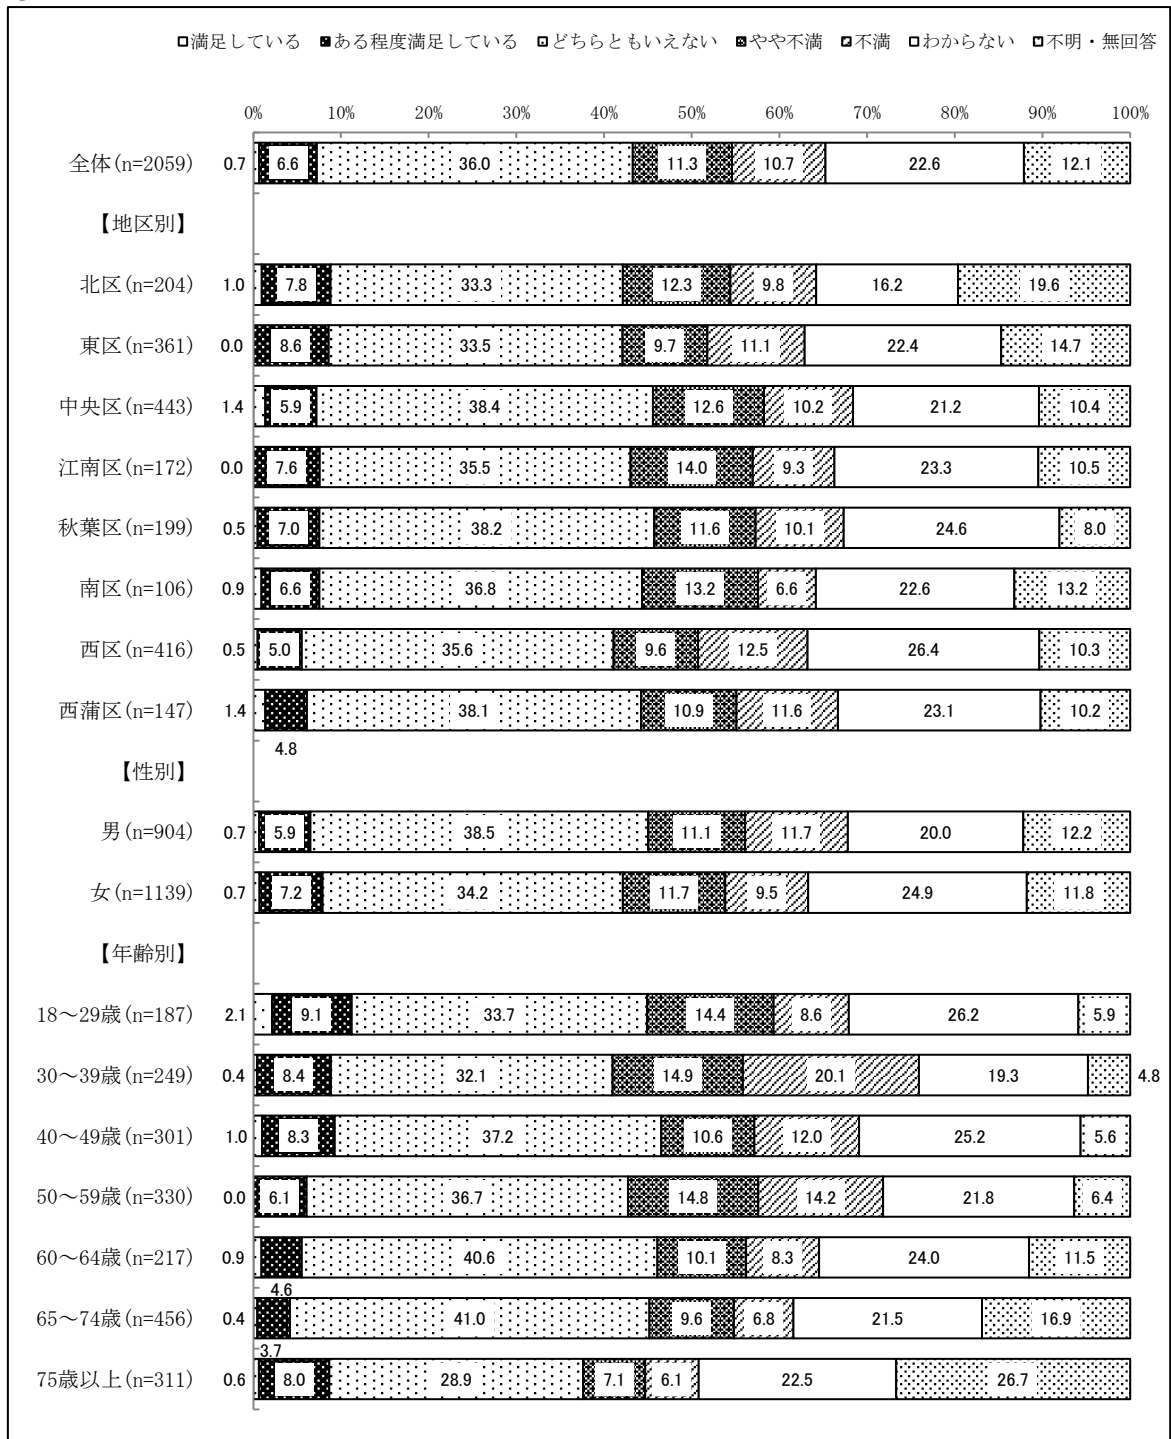 □満足している ■ある程度満足している □どちらともいえない ■やや不満 □不満 □わからない □不明・無回答
0% 10% 20% 30% 40% 50% 60% 70% 80% 90% 100%
全体(n=2059) 0.7 6.6 36.0 11.3 10.7 22.6 12.1
【地区別】
北区(n=204) 1.0 7.8 33.3 12.3 9.8 16.2 19.6
東区(n=361) 0.0 8.6 33.5 9.7 11.1 22.4 14.7
中央区(n=443) 1.4 5.9 38.4 12.6 10.2 21.2 10.4
江南区(n=172) 0.0 7.6 35.5 14.0 9.3 23.3 10.5
秋葉区(n=199) 0.5 7.0 38.2 11.6 10.1 24.6 8.0
南区(n=106) 0.9 6.6 36.8 13.2 6.6 22.6 13.2
西区(n=416) 0.5 5.0 35.6 9.6 12.5 26.4 10.3
西蒲区(n=147) 1.4 38.1 10.9 11.6 23.1 10.2
4.8
【性別】
男(n=904) 0.7 5.9 38.5 11.1 11.7 20.0 12.2
女(n=1139) 0.7 7.2 34.2 11.7 9.5 24.9 11.8
【年齢別】
18～29歳(n=187) 2.1 9.1 33.7 14.4 8.6 26.2 5.9
30～39歳(n=249) 0.4 8.4 32.1 14.9 20.1 19.3 4.8
40～49歳(n=301) 1.0 8.3 37.2 10.6 12.0 25.2 5.6
50～59歳(n=330) 0.0 6.1 36.7 14.8 14.2 21.8 6.4
60～64歳(n=217) 0.9 40.6 10.1 8.3 24.0 11.5
4.6
65～74歳(n=456) 0.4 41.0 9.6 6.8 21.5 16.9
3.7
75歳以上(n=311) 0.6 8.0 28.9 7.1 6.1 22.5 26.7